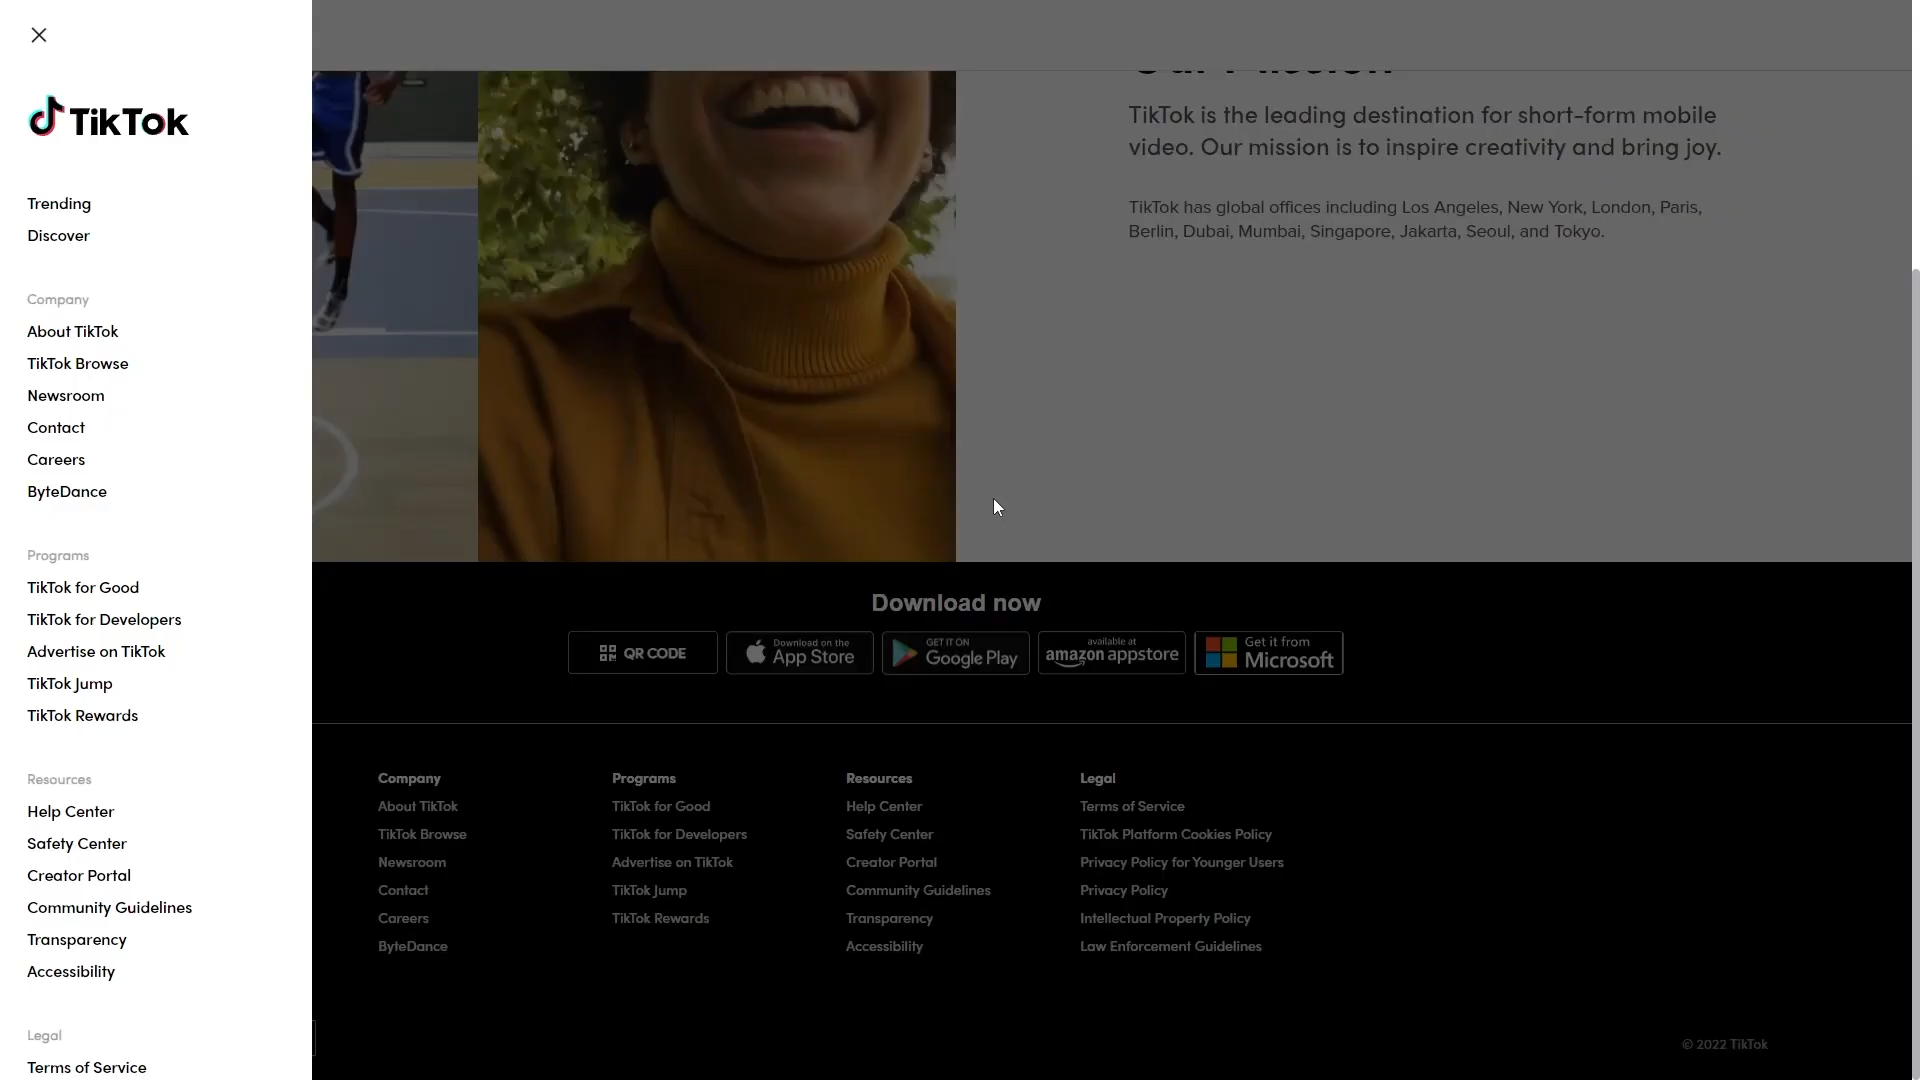 TikTok
Trending
Discover
Company
About TikTok
TikTok Browse
Newsroom
Contact
Careers
ByteDance
Programs
TikTok for Good
TikTok for Developers
Advertise on TikTok
TikTok Jump
TikTok Rewards
Resources
Help Center
Safety Center
Creator Portal
Community Guidelines
Transparency
Accessibility
Legal
Terms of Service
Our Mission
TikTok is the leading destination for short-form mobile
video. Our mission is to inspire creativity and bring joy.
TikTok has global offices including Los Angeles, New York, London, Paris,
Berlin, Dubai, Mumbai, Singapore, Jakarta, Seoul, and Tokyo.
Download now
QR CODE
Download on the
App Store
GET IT ON
Google Play
available at
amazon appstore
Get it from
Microsoft
Company
About TikTok
TikTok Browse
Newsroom
Contact
Careers
ByteDance
Programs
TikTok for Good
TikTok for Developers
Advertise on TikTok
TikTok Jump
TikTok Rewards
Resources
Help Center
Safety Center
Creator Portal
Community Guidelines
Transparency
Accessibility
Legal
Terms of Service
TikTok Platform Cookies Policy
Privacy Policy for Younger Users
Privacy Policy
Intellectual Property Policy
Law Enforcement Guidelines
© 2022 TikTok